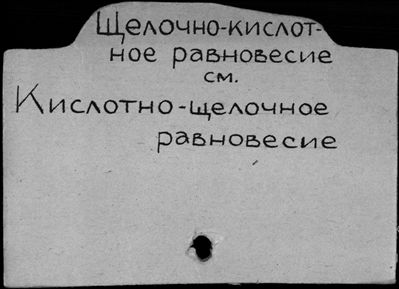 Щелочно-кислот-
ное равновесие
см.
Кислотно-щелочное
равновесие